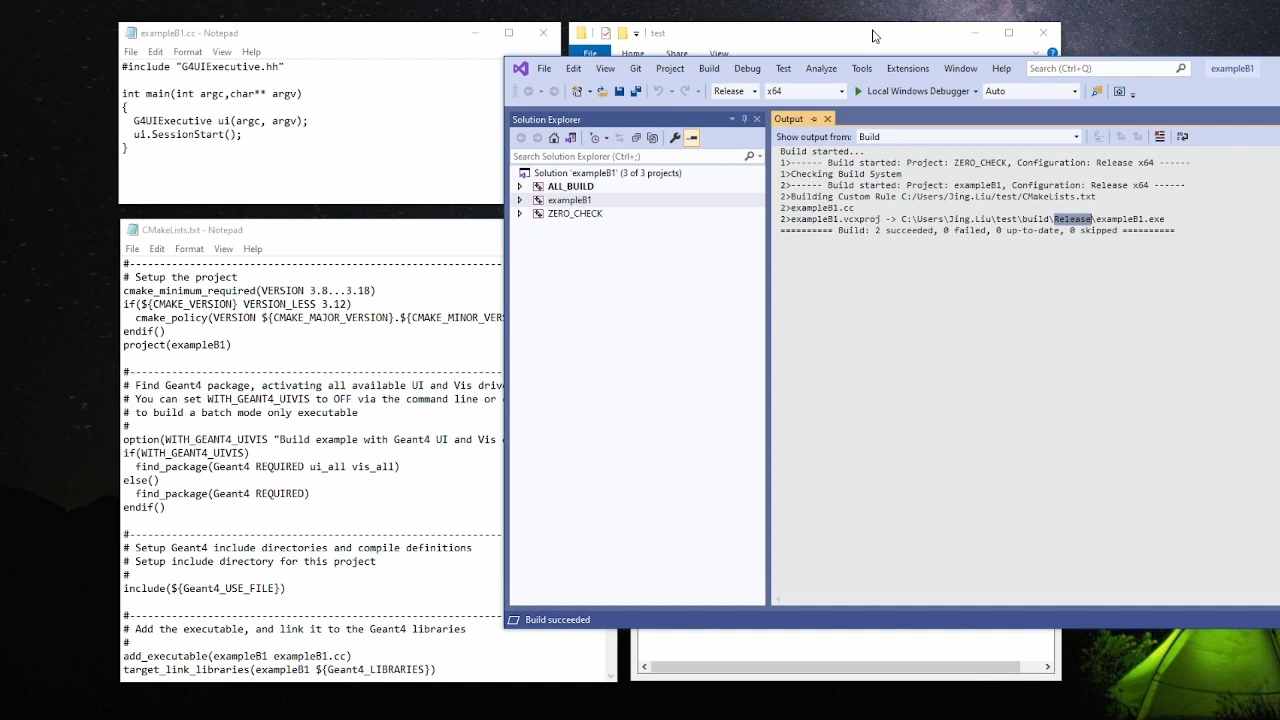 exampleB1.cc - Notepad
File Edit Format View Help
#include "G4UIExecutive.hh"
int main(int argc,char** argv)
{
G4UIExecutive ui(argc, argv);
ui.SessionStart();
}
test
File Home Share View
CMakeLists.txt - Notepad
File Edit Format View Help
#--------------------------------------------------------
# Setup the project
cmake_minimum_required(VERSION 3.8...3.18)
if(${CMAKE_VERSION} VERSION_LESS 3.12)
cmake_policy(VERSION ${CMAKE_MAJOR_VERSION}.${CMAKE_MINOR_VERS
endif()
project(exampleB1)
#--------------------------------------------------------
# Find Geant4 package, activating all available UI and Vis drive
# You can set WITH_GEANT4_UIVIS to OFF via the command line or
# to build a batch mode only executable
#
option(WITH_GEANT4_UIVIS "Build example with Geant4 UI and Vis
if(WITH_GEANT4_UIVIS)
find_package(Geant4 REQUIRED ui_all vis_all)
else()
find_package(Geant4 REQUIRED)
endif()
#--------------------------------------------------------
# Setup Geant4 include directories and compile definitions
# Setup include directory for this project
#
include(${Geant4_USE_FILE})
#--------------------------------------------------------
# Add the executable, and link it to the Geant4 libraries
#
add_executable(exampleB1 exampleB1.cc)
target_link_libraries(exampleB1 ${Geant4_LIBRARIES})
File Edit View Git Project Build Debug Test Analyze Tools Extensions Window Help Search (Ctrl+Q) exampleB1
Release x64 Local Windows Debugger Auto
Solution Explorer
Search Solution Explorer (Ctrl+;)
Solution 'exampleB1' (3 of 3 projects)
ALL_BUILD
exampleB1
ZERO_CHECK
Output
Show output from: Build
Build started...
1>------ Build started: Project: ZERO_CHECK, Configuration: Release x64 ------
1>Checking Build System
2>------ Build started: Project: exampleB1, Configuration: Release x64 ------
2>Building Custom Rule C:/Users/Jing.Liu/test/CMakeLists.txt
2>exampleB1.cc
2>exampleB1.vcxproj -> C:\Users\Jing.Liu\test\build\Release\exampleB1.exe
========== Build: 2 succeeded, 0 failed, 0 up-to-date, 0 skipped ==========
Build succeeded